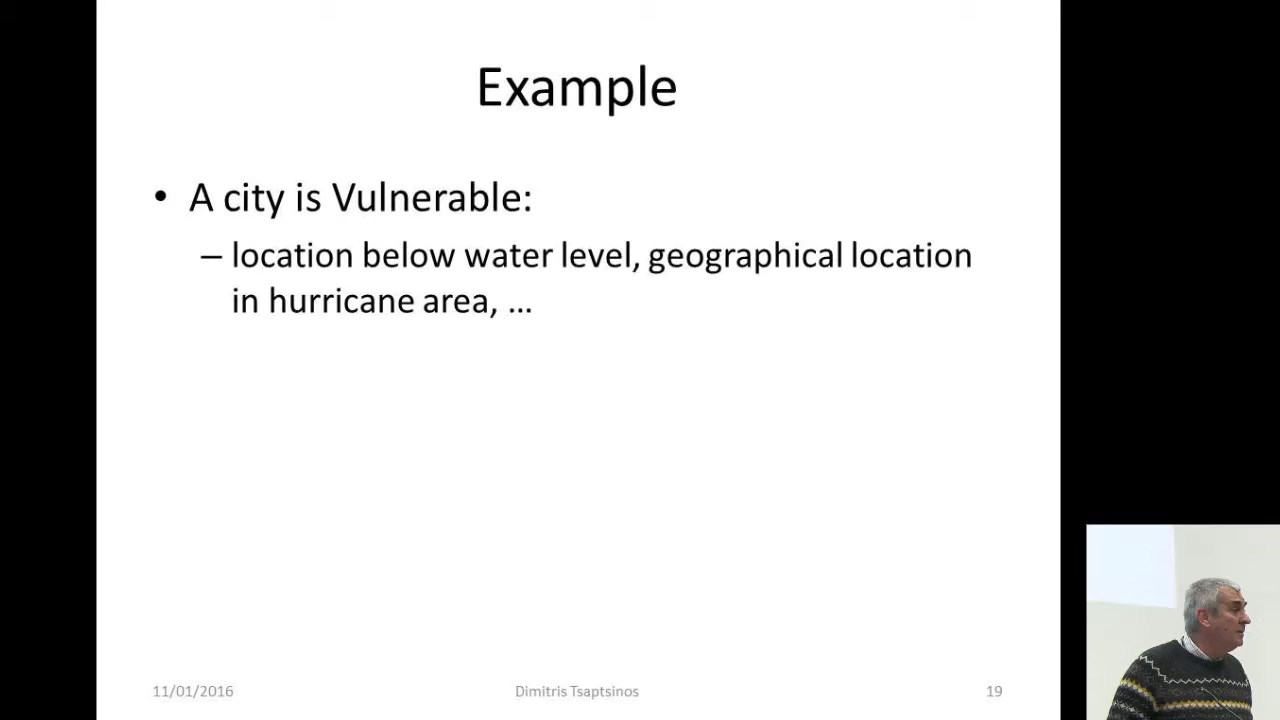 Example
• A city is Vulnerable:
– location below water level, geographical location
in hurricane area, …
11/01/2016 Dimitris Tsaptsinos 19